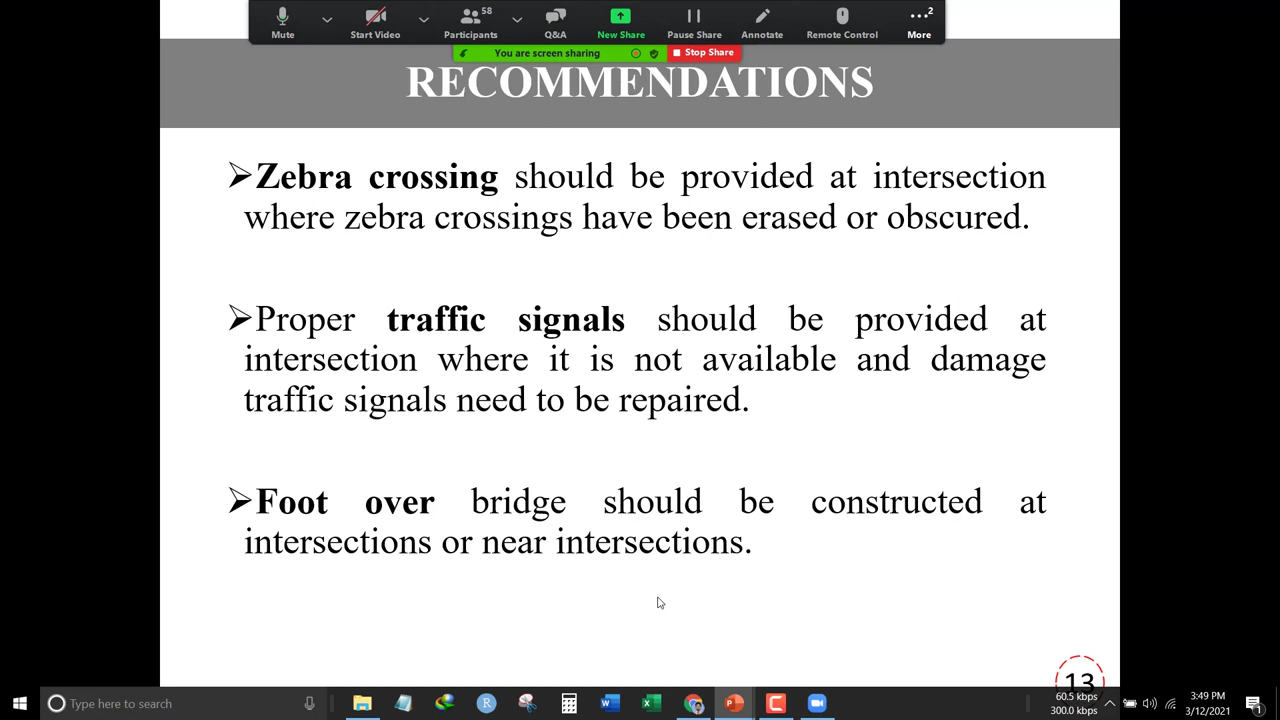 58
2
Mute
Start Video
Participants
Q&A
New Share
Pause Share
Annotate
Remote Control
More
You are screen sharing
Stop Share
RECOMMENDATIONS
Zebra crossing should be provided at intersection
where zebra crossings have been erased or obscured.
Proper traffic signals should be provided at
intersection where it is not available and damage
traffic signals need to be repaired.
Foot over bridge should be constructed at
intersections or near intersections.
13
Type here to search
R
W
X
P
C
60.5 kbps
300.0 kbps
3:49 PM
3/12/2021
1